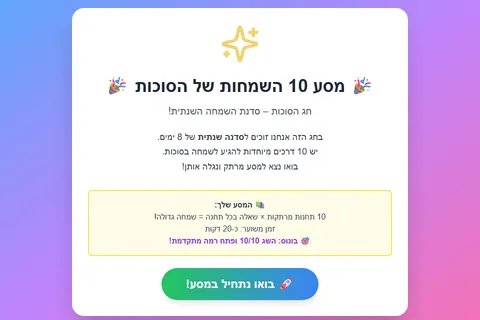 מסע 10 השמחות של הסוכות
חג הסוכות – סדנת השמחה השנתית!
בחג הזה אנחנו זוכים לסדנה שנתית של 8 ימים.
יש 10 דרכים מיוחדות להגיע לשמחה בסוכות.
בואו נצא למסע מרתק ונגלה אותן!
המסע שלך:
10 תחנות מרתקות × שאלה בכל תחנה = שמחה גדולה!
זמן משוער: כ-20 דקות
בונוס: השג 10/10 ופתח רמה מתקדמת!
בואו נתחיל במסע!